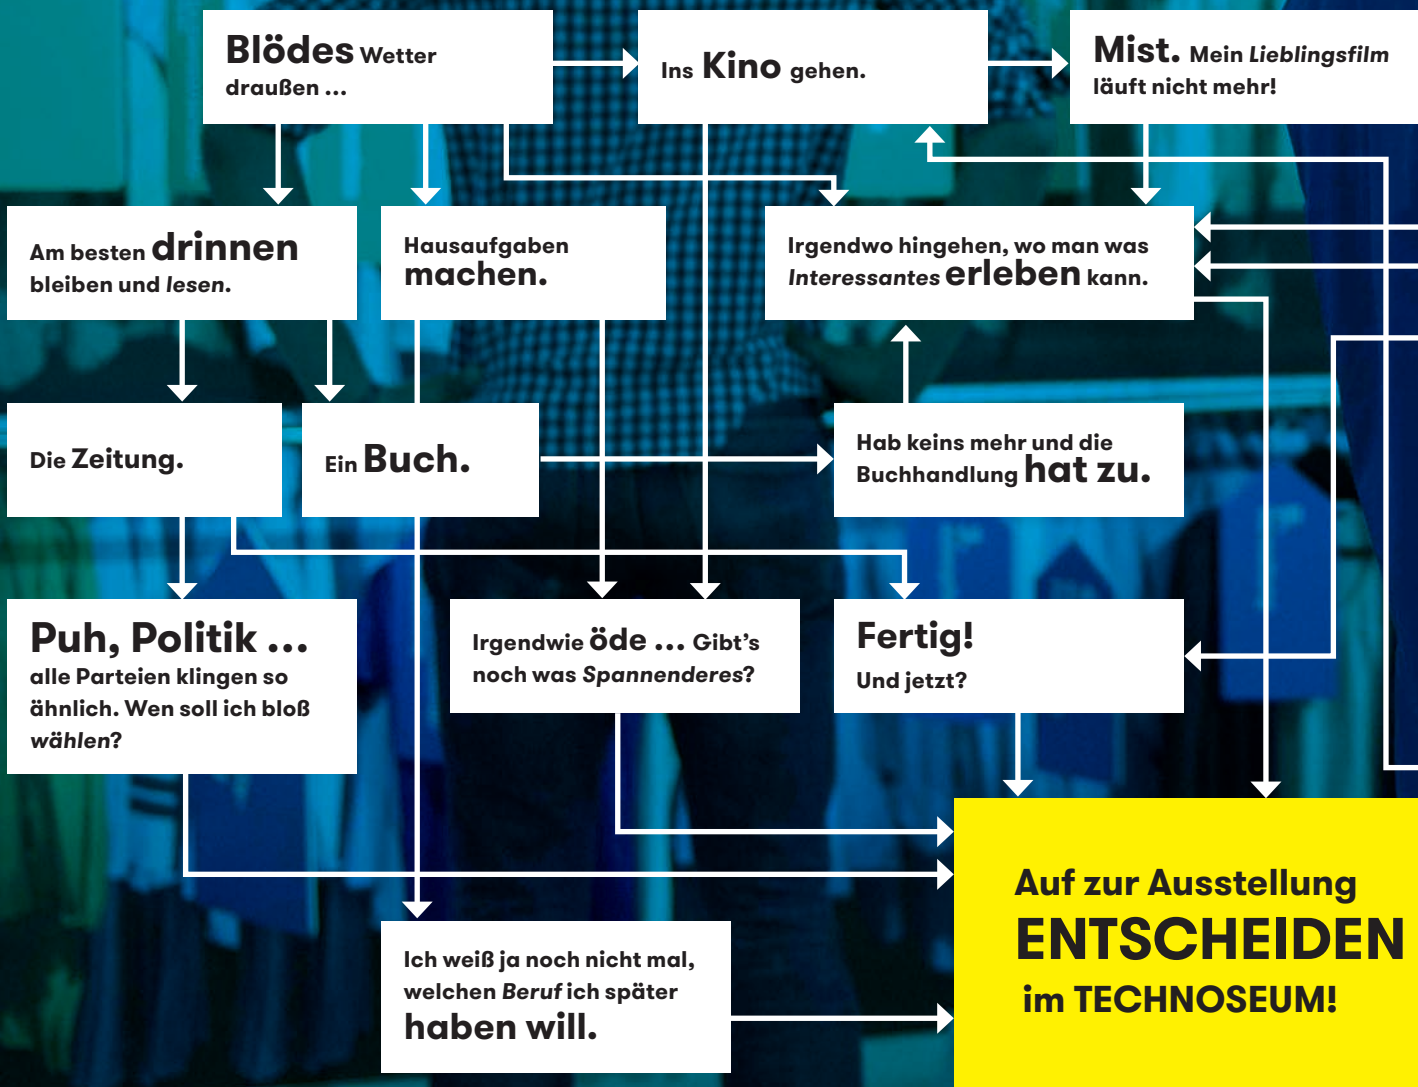 Blödes Wetter
draußen ...
Ins Kino gehen.
Mist. Mein Lieblingsfilm
läuft nicht mehr!
Am besten drinnen
bleiben und lesen.
Hausaufgaben
machen.
Irgendwo hingehen, wo man was
Interessantes erleben kann.
Die Zeitung.
Ein Buch.
Hab keins mehr und die
Buchhandlung hat zu.
Puh, Politik ...
alle Parteien klingen so
ähnlich. Wen soll ich bloß
wählen?
Irgendwie öde ... Gibt’s
noch was Spannenderes?
Fertig!
Und jetzt?
Ich weiß ja noch nicht mal,
welchen Beruf ich später
haben will.
Auf zur Ausstellung
ENTSCHEIDEN
im TECHNOSEUM!